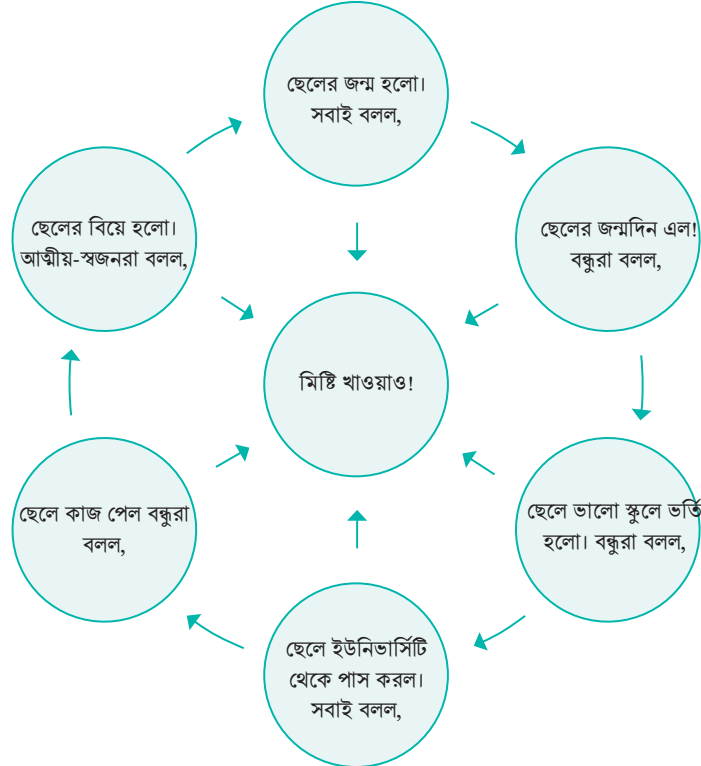 ছেলের জন্ম হলো।
সবাই বলল,
ছেলের জন্মদিন এল!
বন্ধুরা বলল,
ছেলে ভালো স্কুলে ভর্তি
হলো। বন্ধুরা বলল,
ছেলে ইউনিভার্সিটি
থেকে পাস করল।
সবাই বলল,
ছেলে কাজ পেল বন্ধুরা
বলল,
ছেলের বিয়ে হলো।
আত্মীয়-স্বজনরা বলল,
মিষ্টি খাওয়াও!